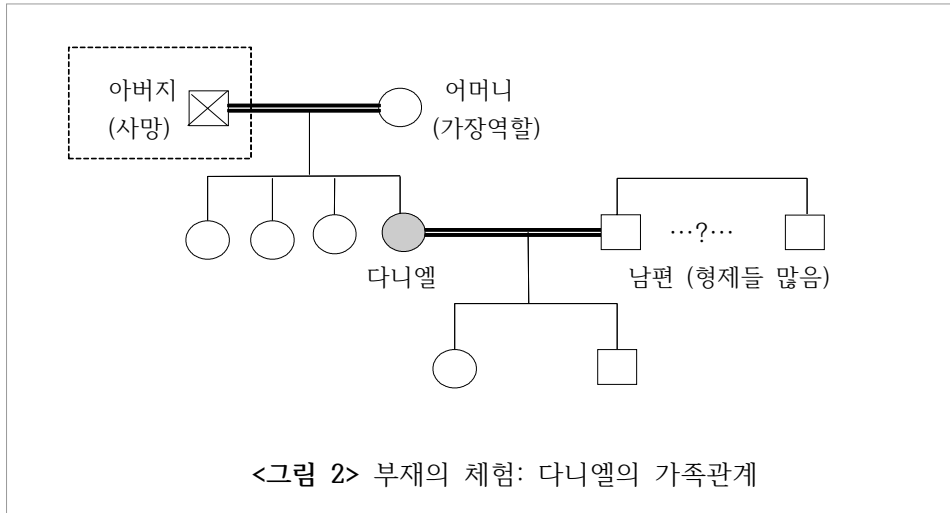 아버지
(사망)
어머니
(가장역할)
…?…
다니엘
남편 (형제들 많음)
<그림 2> 부재의 체험: 다니엘의 가족관계